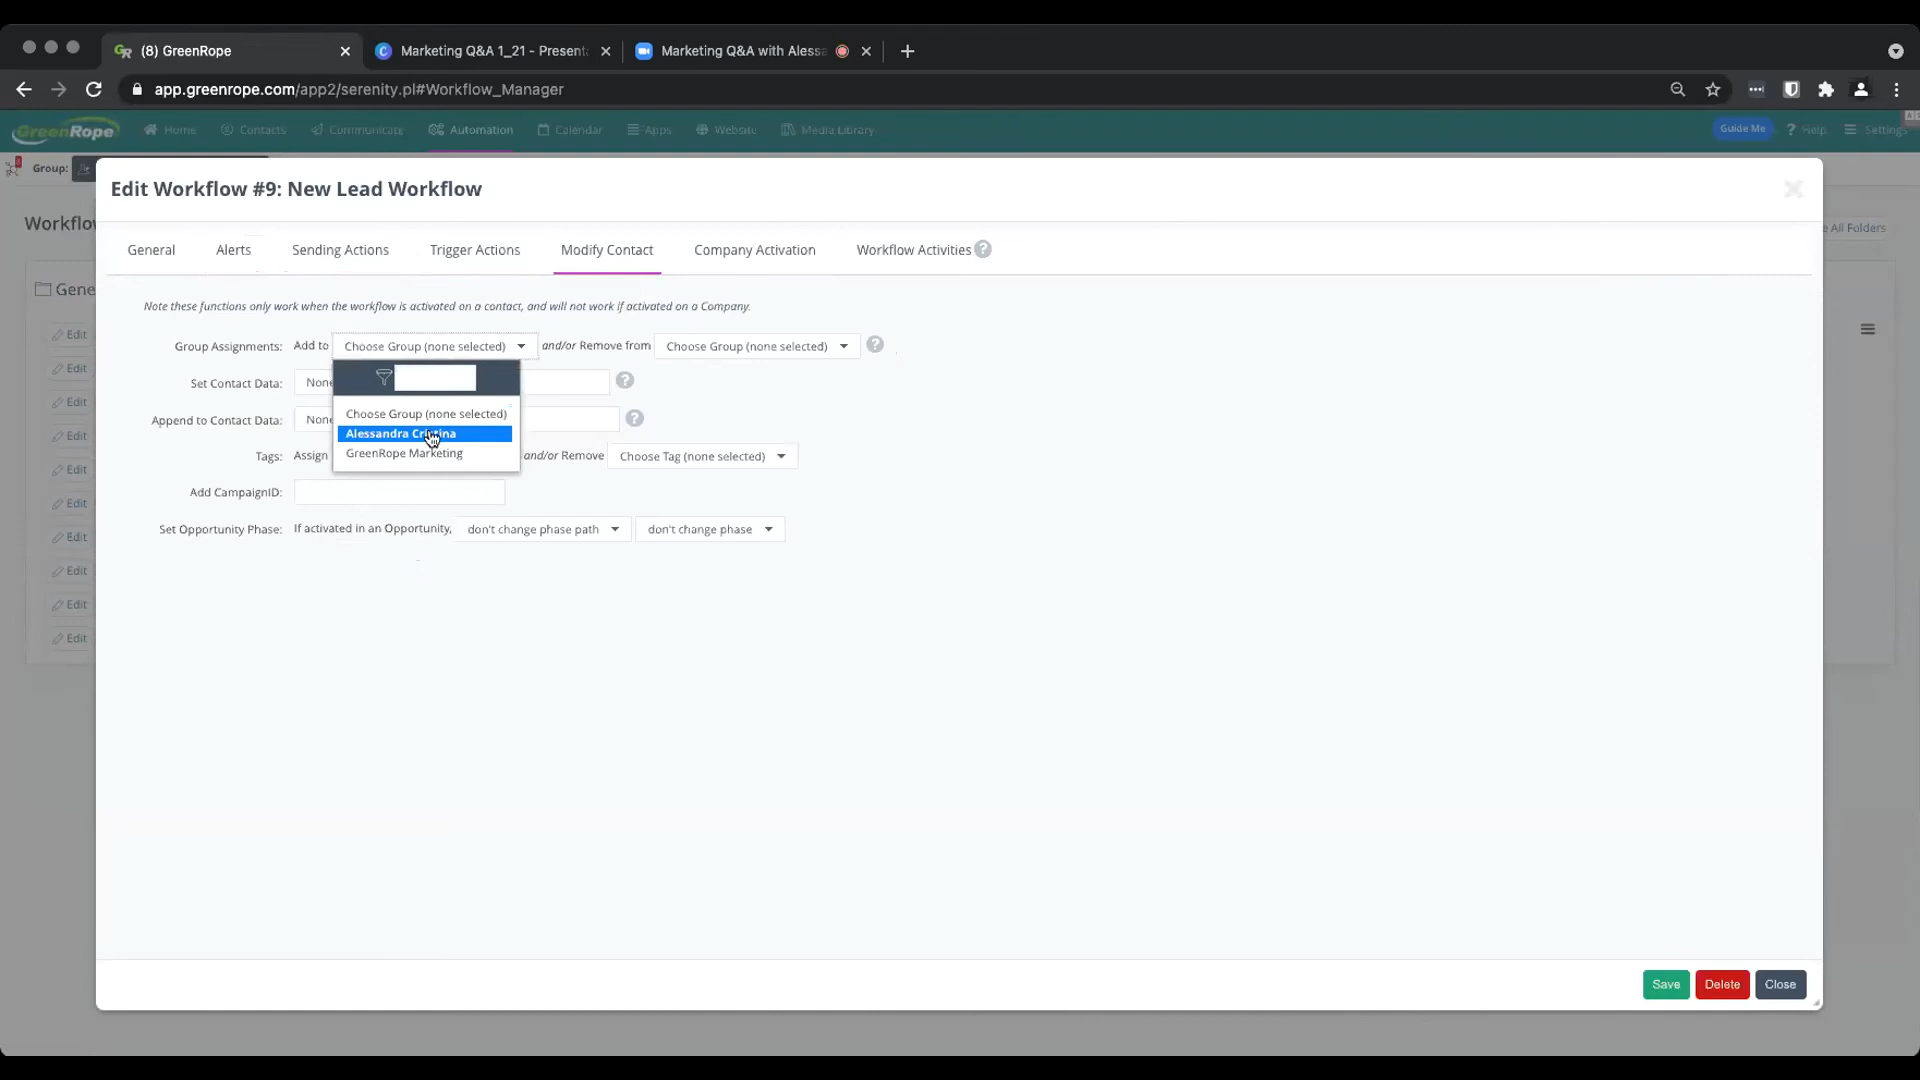 (8) GreenRope
Marketing Q&A 1_21 - Present
Marketing Q&A with Alessa
app.greenrope.com/app2/serenity.pl#Workflow_Manager
GreenRope
Home
Contacts
Communicate
Automation
Calendar
Apps
Website
Media Library
Guide Me
Help
Settings
Group:
Edit Workflow #9: New Lead Workflow
Workflow
e All Folders
General
Alerts
Sending Actions
Trigger Actions
Modify Contact
Company Activation
Workflow Activities
Gene
Note these functions only work when the workflow is activated on a contact, and will not work if activated on a Company.
Group Assignments: Add to Choose Group (none selected) and/or Remove from Choose Group (none selected)
Set Contact Data: None
Append to Contact Data: None
Choose Group (none selected)
Alessandra Cristina
GreenRope Marketing
Tags: Assign and/or Remove Choose Tag (none selected)
Add CampaignID:
Set Opportunity Phase: If activated in an Opportunity, don't change phase path don't change phase
Edit
Edit
Edit
Edit
Edit
Edit
Edit
Edit
Edit
Edit
Save
Delete
Close